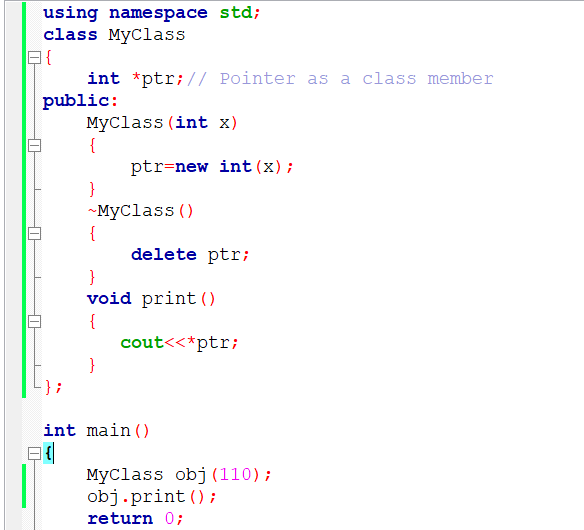 using namespace std;
class MyClass
{
    int *ptr;// Pointer as a class member
public:
    MyClass(int x)
    {
        ptr=new int(x);
    }
    ~MyClass()
    {
        delete ptr;
    }
    void print()
    {
       cout<<*ptr;
    }
};
int main()
{
    MyClass obj(110);
    obj.print();
    return 0;